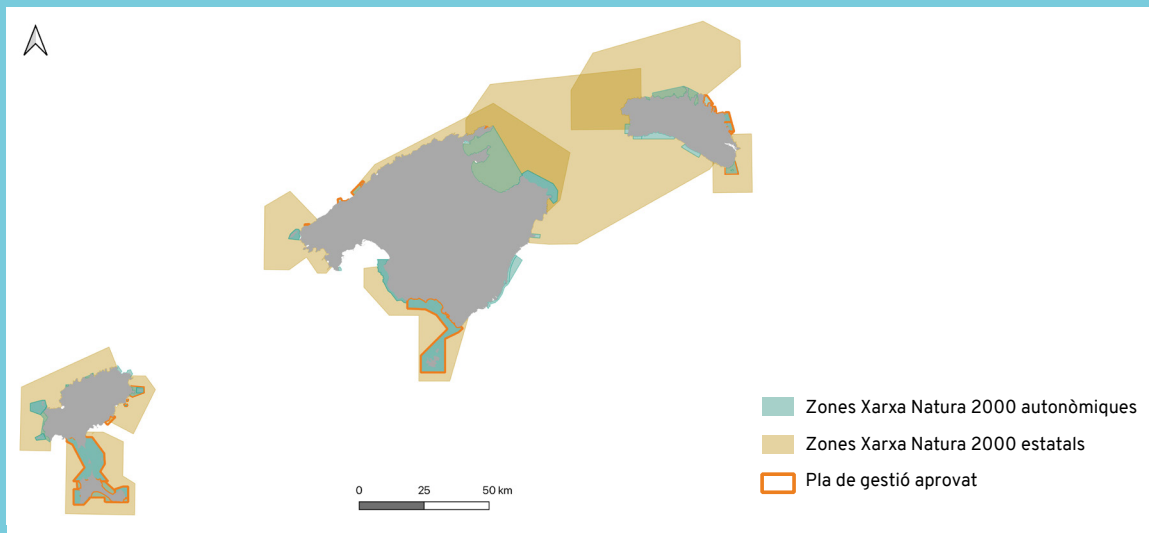 Zones Xarxa Natura 2000 autonòmiques
Zones Xarxa Natura 2000 estatals
Pla de gestió aprovat
0 25 50 km